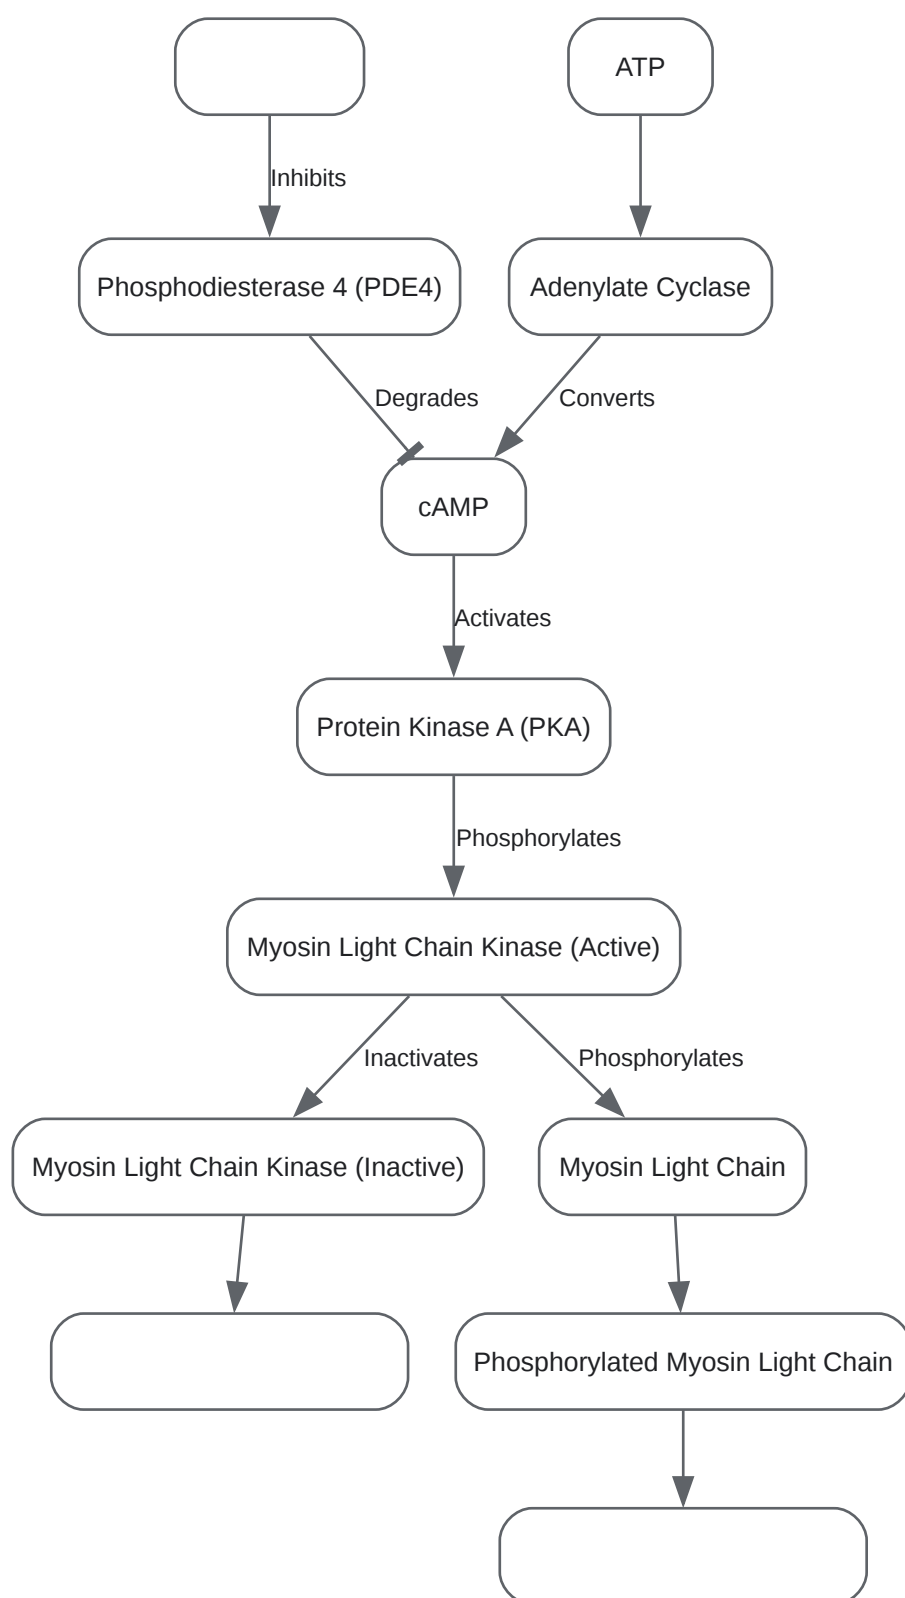 ATP
Inhibits
Phosphodiesterase 4 (PDE4)
Adenylate Cyclase
Degrades
Converts
cAMP
Activates
Protein Kinase A (PKA)
Phosphorylates
Myosin Light Chain Kinase (Active)
Inactivates
Phosphorylates
Myosin Light Chain Kinase (Inactive)
Myosin Light Chain
Phosphorylated Myosin Light Chain